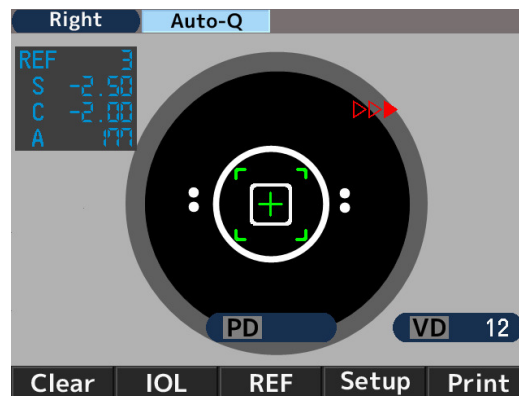 Right Auto-Q
REF 3
S -2.50
C -2.00
A 177
PD VD 12
Clear IOL REF Setup Print